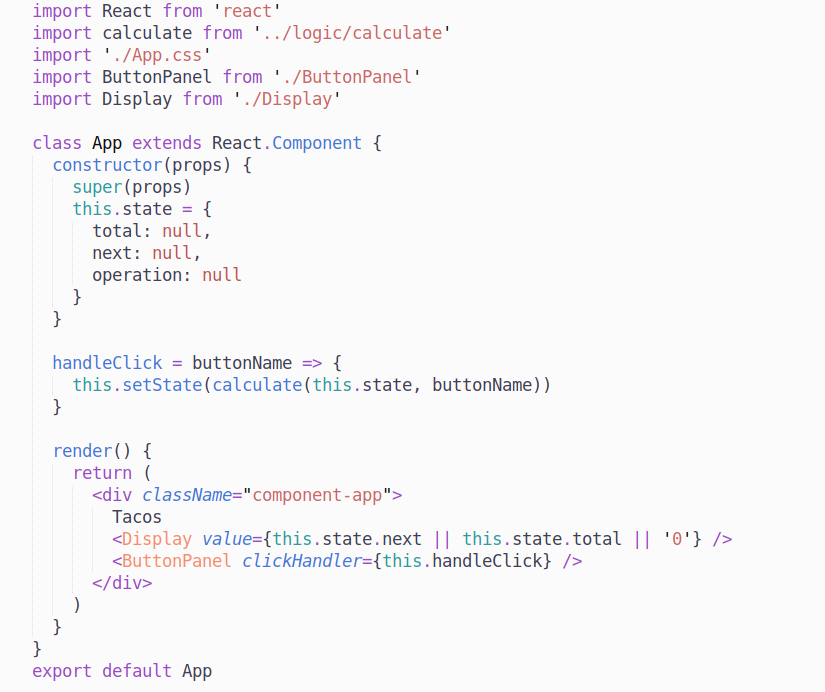 import React from 'react'
import calculate from '../logic/calculate'
import './App.css'
import ButtonPanel from './ButtonPanel'
import Display from './Display'

class App extends React.Component {
  constructor(props) {
    super(props)
    this.state = {
      total: null,
      next: null,
      operation: null
    }
  }

  handleClick = buttonName => {
    this.setState(calculate(this.state, buttonName))
  }

  render() {
    return (
      <div className="component-app">
        Tacos
        <Display value={this.state.next || this.state.total || '0'} />
        <ButtonPanel clickHandler={this.handleClick} />
      </div>
    )
  }
}
export default App